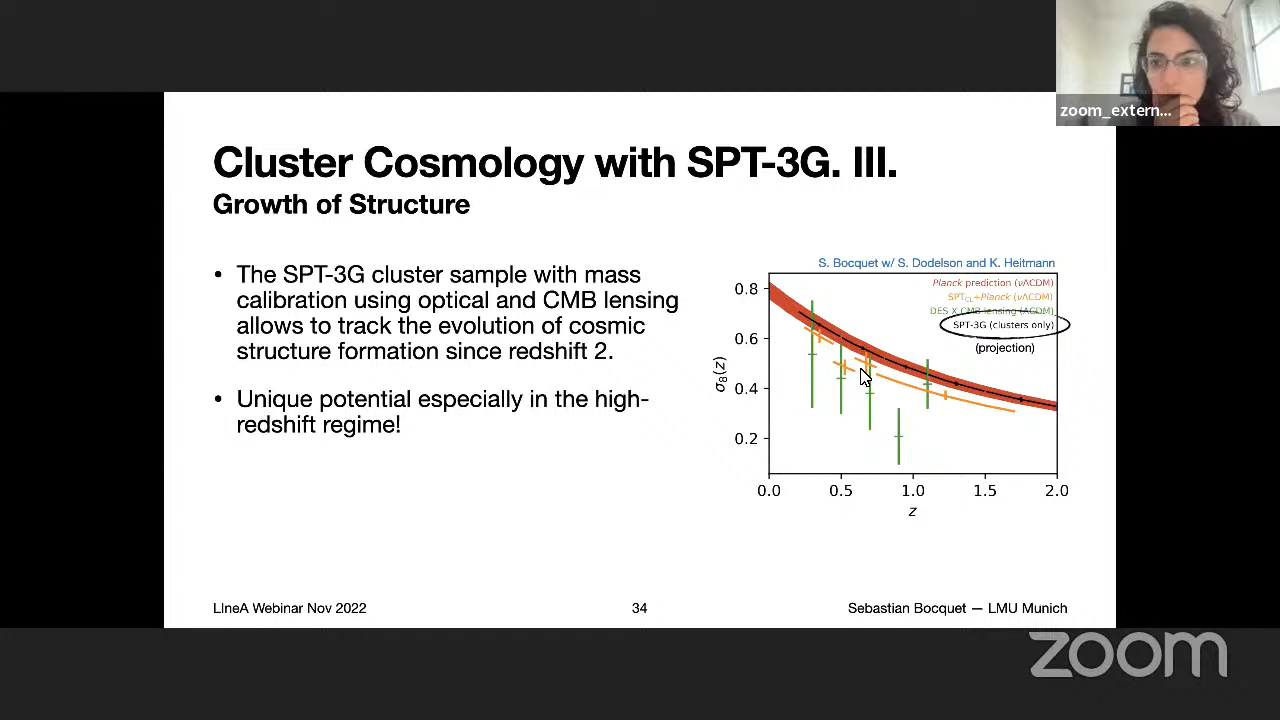 zoom_extern...
Cluster Cosmology with SPT-3G. III.
Growth of Structure
• The SPT-3G cluster sample with mass
calibration using optical and CMB lensing
allows to track the evolution of cosmic
structure formation since redshift 2.
• Unique potential especially in the high-
redshift regime!
S. Bocquet w/ S. Dodelson and K. Heitmann
Planck prediction (νΛCDM)
SPTCL+Planck (νΛCDM)
DES X CMB lensing (ΛCDM)
SPT-3G (clusters only)
(projection)
0.8
0.6
0.4
0.2
σ8(z)
0.0 0.5 1.0 1.5 2.0
z
LIneA Webinar Nov 2022
34
Sebastian Bocquet — LMU Munich
zoom